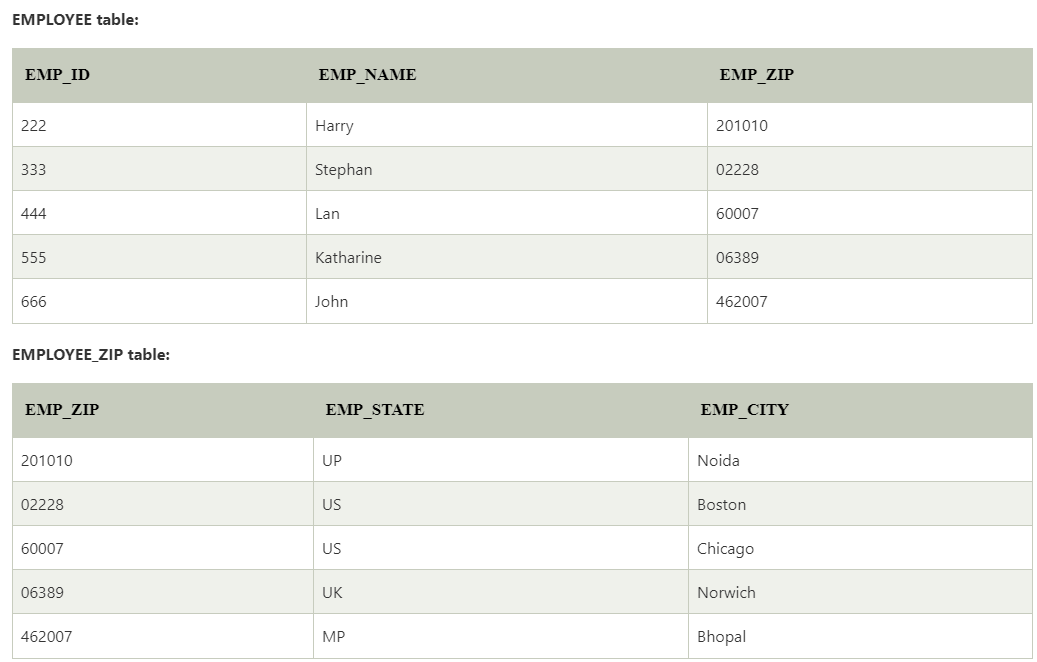 EMPLOYEE table:
EMP_ID EMP_NAME EMP_ZIP
222 Harry 201010
333 Stephan 02228
444 Lan 60007
555 Katharine 06389
666 John 462007
EMPLOYEE_ZIP table:
EMP_ZIP EMP_STATE EMP_CITY
201010 UP Noida
02228 US Boston
60007 US Chicago
06389 UK Norwich
462007 MP Bhopal